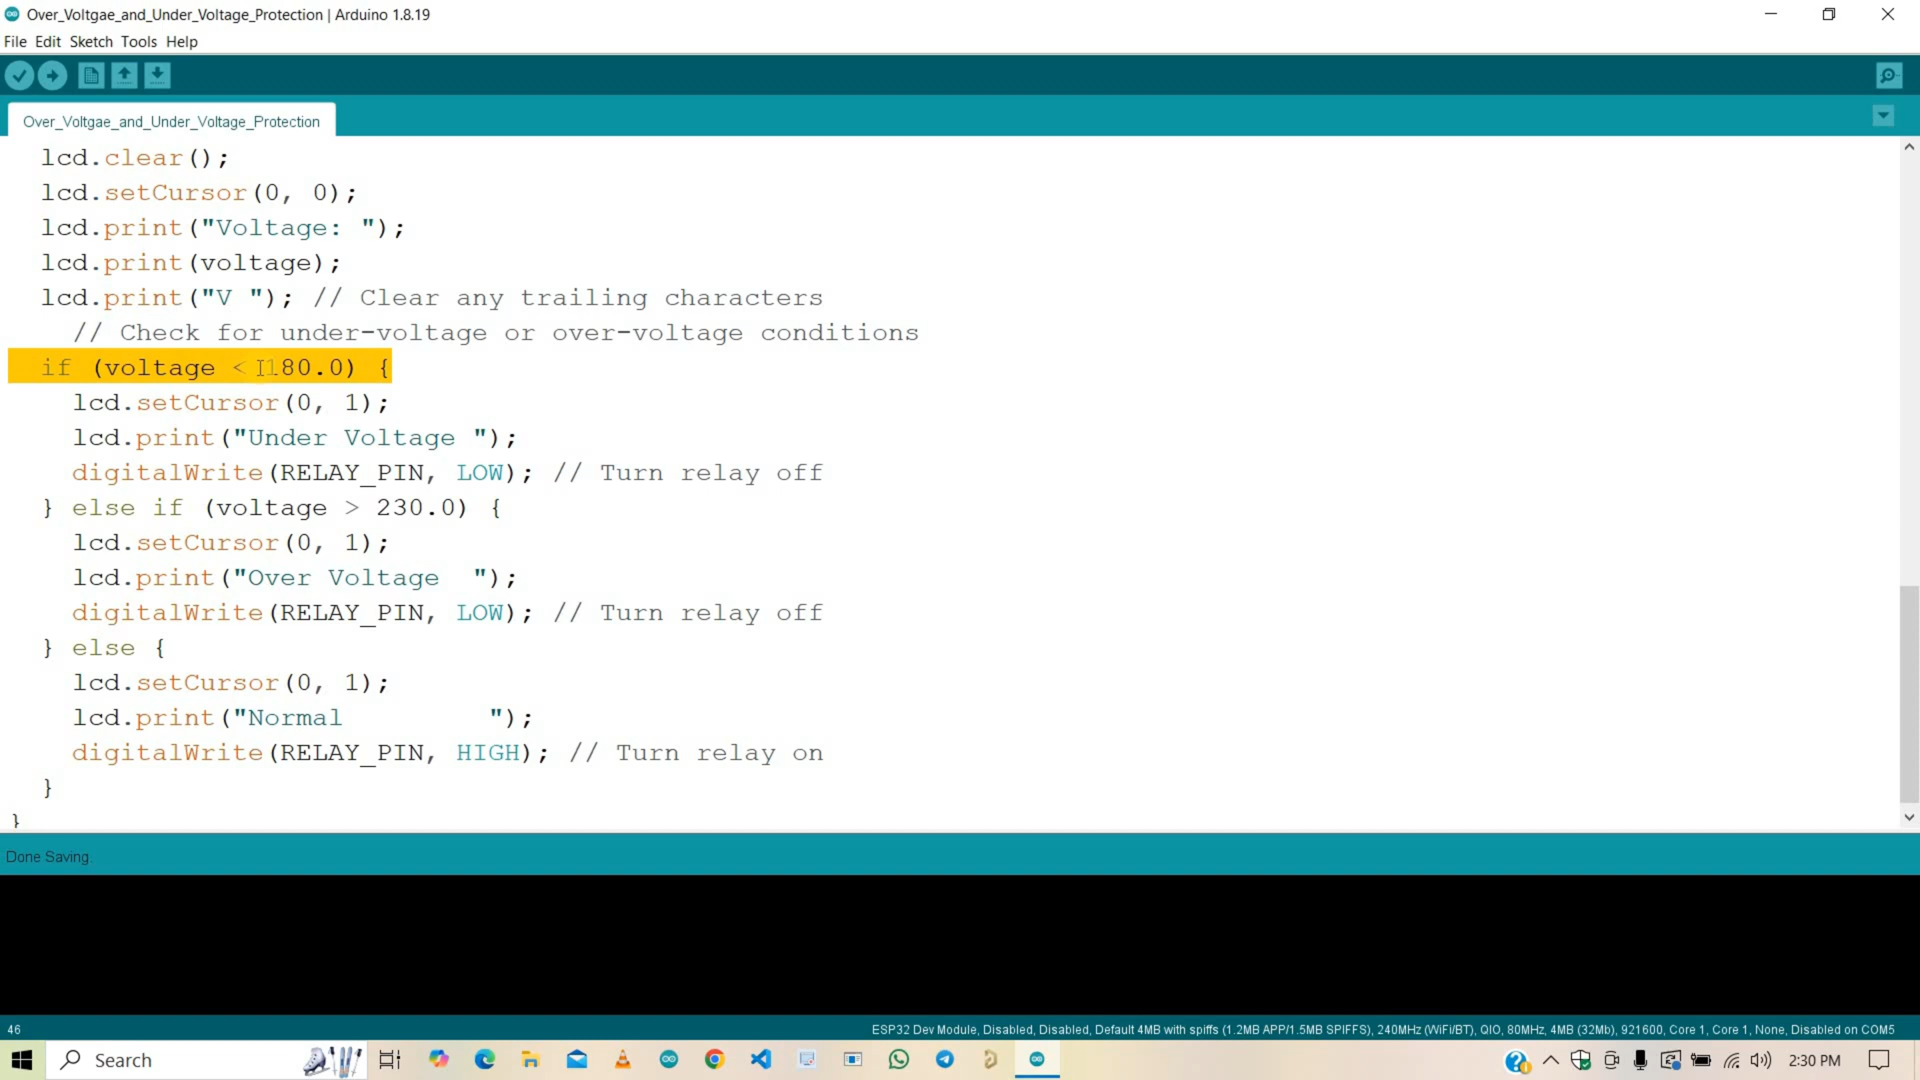 Over_Voltgae_and_Under_Voltage_Protection | Arduino 1.8.19
File Edit Sketch Tools Help
Over_Voltgae_and_Under_Voltage_Protection
lcd.clear();
lcd.setCursor(0, 0);
lcd.print("Voltage: ");
lcd.print(voltage);
lcd.print("V "); // Clear any trailing characters
// Check for under-voltage or over-voltage conditions
if (voltage < 180.0) {
lcd.setCursor(0, 1);
lcd.print("Under Voltage ");
digitalWrite(RELAY_PIN, LOW); // Turn relay off
} else if (voltage > 230.0) {
lcd.setCursor(0, 1);
lcd.print("Over Voltage  ");
digitalWrite(RELAY_PIN, LOW); // Turn relay off
} else {
lcd.setCursor(0, 1);
lcd.print("Normal         ");
digitalWrite(RELAY_PIN, HIGH); // Turn relay on
}
}
Done Saving.
46
ESP32 Dev Module, Disabled, Disabled, Default 4MB with spiffs (1.2MB APP/1.5MB SPIFFS), 240MHz (WiFi/BT), QIO, 80MHz, 4MB (32Mb), 921600, Core 1, Core 1, None, Disabled on COM5
Search
2:30 PM